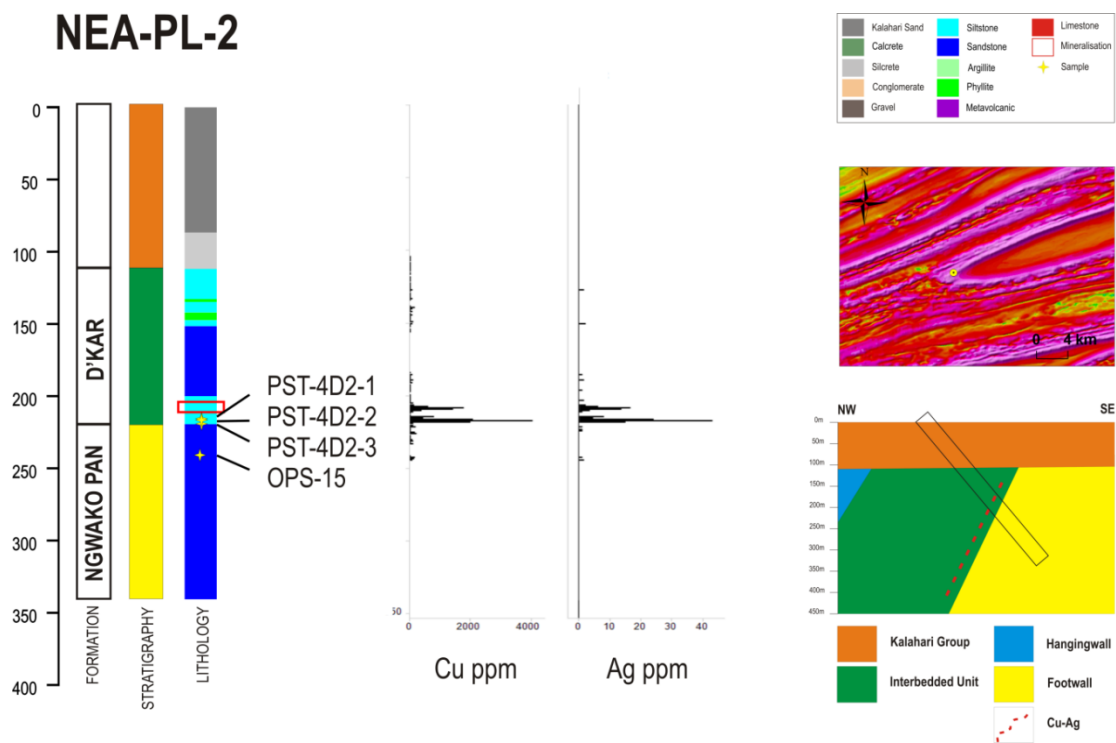 NEA-PL-2
0
50
100
150
200
250
300
350
400
D'KAR
NGWAKO PAN
FORMATION
STRATIGRAPHY
LITHOLOGY
PST-4D2-1
PST-4D2-2
PST-4D2-3
OPS-15
50
0
2000
4000
Cu ppm
0
10
20
30
40
Ag ppm
Kalahari Sand
Calcrete
Silcrete
Conglomerate
Gravel
Siltstone
Sandstone
Argillite
Phyllite
Metavolcanic
Limestone
Mineralisation
Sample
N
0 4 km
NW
SE
0m
50m
100m
150m
200m
250m
300m
350m
400m
450m
Kalahari Group
Interbedded Unit
Hangingwall
Footwall
Cu-Ag